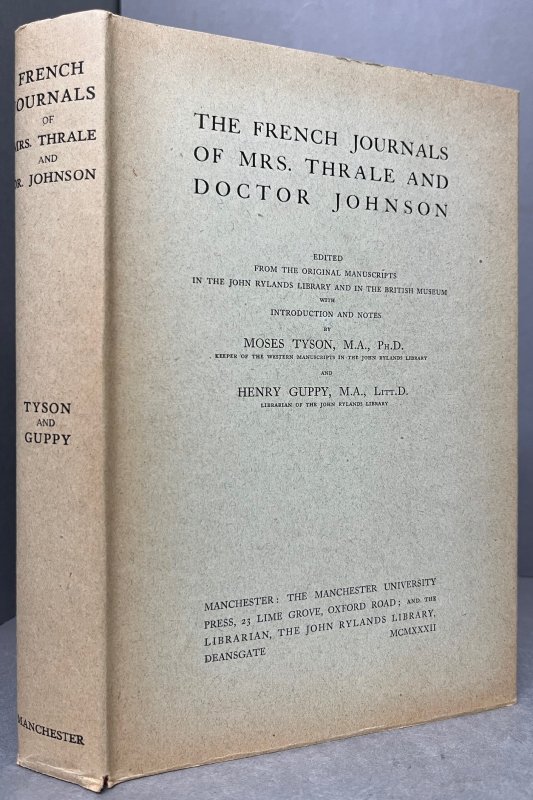 FRENCH
JOURNALS
OF
MRS. THRALE
AND
DR. JOHNSON
TYSON
AND
GUPPY
MANCHESTER
THE FRENCH JOURNALS
OF MRS. THRALE AND
DOCTOR JOHNSON
EDITED
FROM THE ORIGINAL MANUSCRIPTS
IN THE JOHN RYLANDS LIBRARY AND IN THE BRITISH MUSEUM
WITH
INTRODUCTION AND NOTES
BY
MOSES TYSON, M.A., PH.D.
KEEPER OF THE WESTERN MANUSCRIPTS IN THE JOHN RYLANDS LIBRARY
AND
HENRY GUPPY, M.A., LITT.D.
LIBRARIAN OF THE JOHN RYLANDS LIBRARY
MANCHESTER: THE MANCHESTER UNIVERSITY
PRESS, 23 LIME GROVE, OXFORD ROAD; AND THE
LIBRARIAN, THE JOHN RYLANDS LIBRARY,
DEANSGATE MCMXXXII